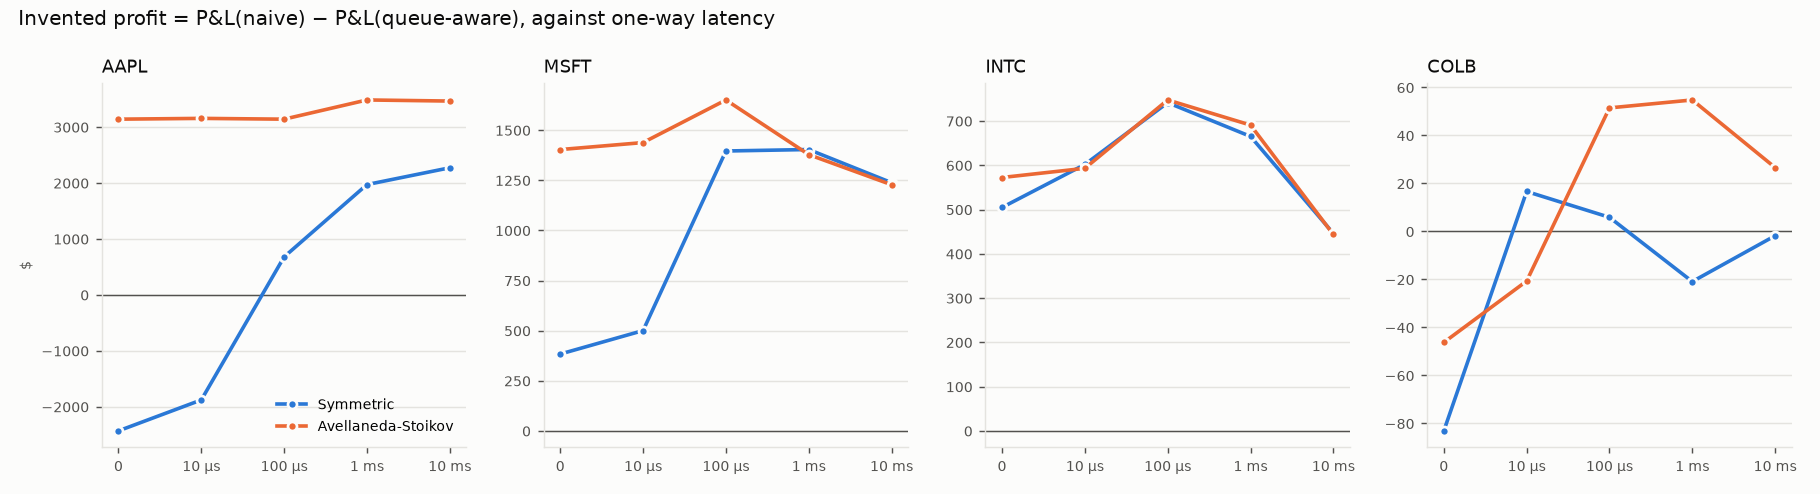 Invented profit = P&L(naive) − P&L(queue-aware), against one-way latency
AAPL
$
3000
2000
1000
0
−1000
−2000
0
10 µs
100 µs
1 ms
10 ms
Symmetric
Avellaneda-Stoikov
MSFT
1500
1250
1000
750
500
250
0
0
10 µs
100 µs
1 ms
10 ms
INTC
700
600
500
400
300
200
100
0
0
10 µs
100 µs
1 ms
10 ms
COLB
60
40
20
0
−20
−40
−60
−80
0
10 µs
100 µs
1 ms
10 ms